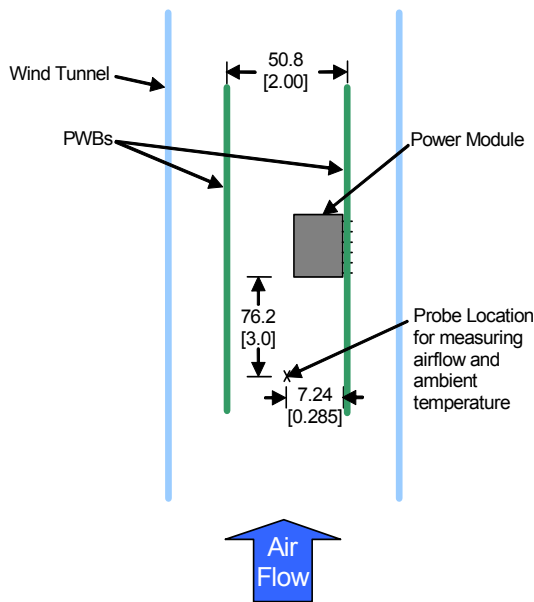 50.8
[2.00]
Wind Tunnel
PWBs
Power Module
76.2
[3.0]
Probe Location
for measuring
airflow and
ambient
temperature
x
7.24
[0.285]
Air
Flow